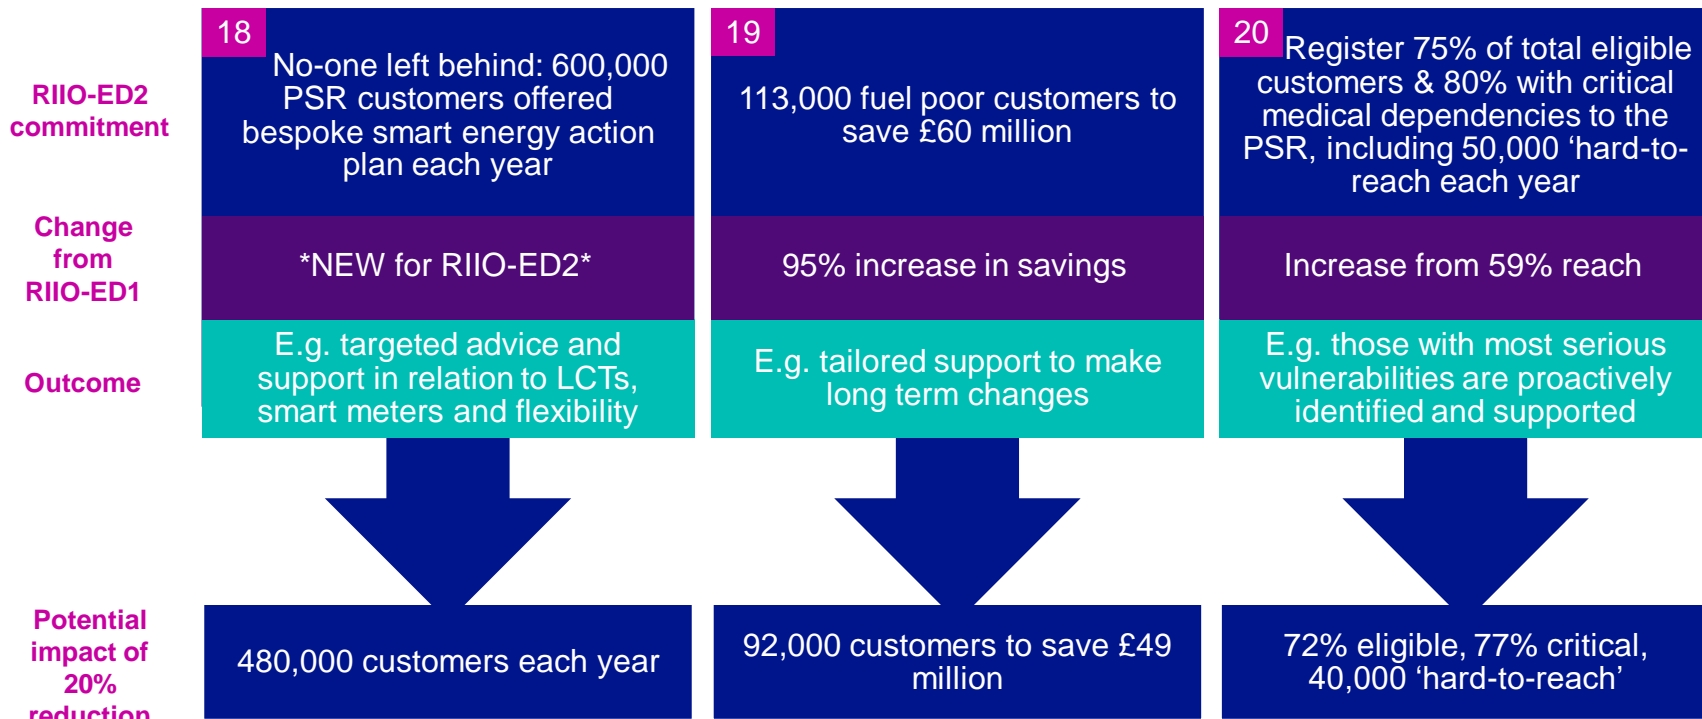 18
19
20
RIIO-ED2
commitment
No-one left behind: 600,000
PSR customers offered
bespoke smart energy action
plan each year
113,000 fuel poor customers to
save £60 million
Register 75% of total eligible
customers & 80% with critical
medical dependencies to the
PSR, including 50,000 ‘hard-to-
reach each year
Change
from
RIIO-ED1
*NEW for RIIO-ED2*
95% increase in savings
Increase from 59% reach
Outcome
E.g. targeted advice and
support in relation to LCTs,
smart meters and flexibility
E.g. tailored support to make
long term changes
E.g. those with most serious
vulnerabilities are proactively
identified and supported
Potential
impact of
20%
reduction
480,000 customers each year
92,000 customers to save £49
million
72% eligible, 77% critical,
40,000 ‘hard-to-reach’